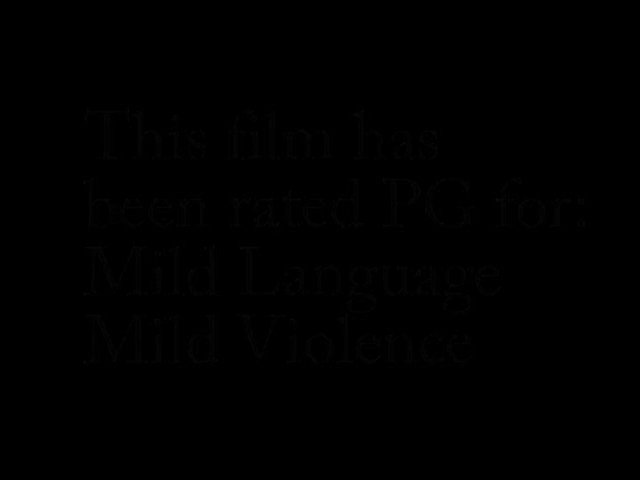 This film has
been rated PG for:
Mild Language
Mild Violence